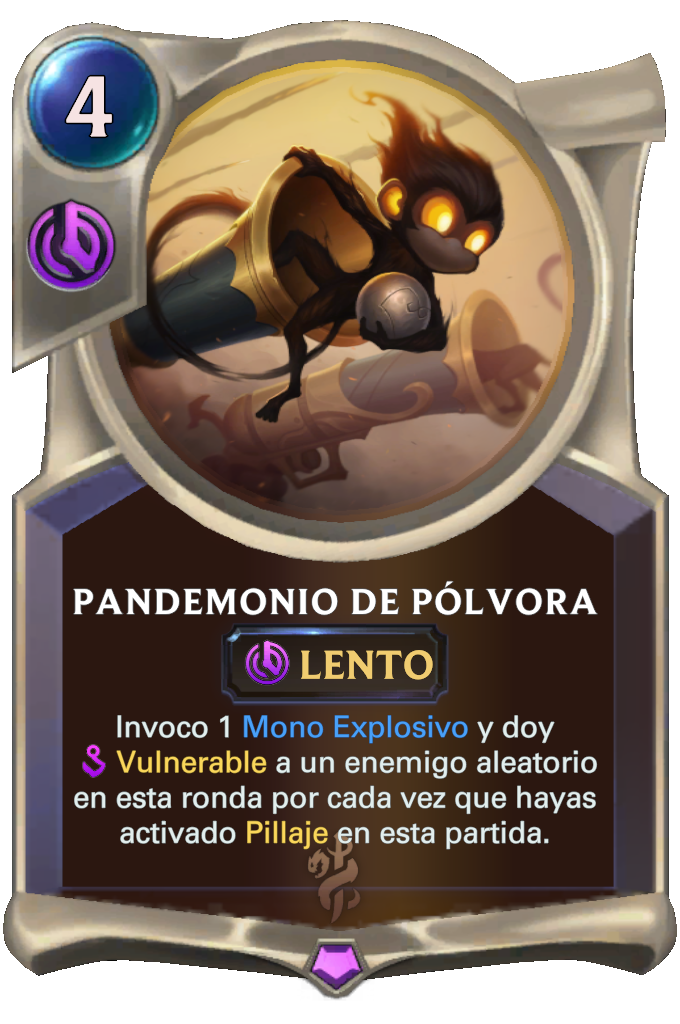 4
PANDEMONIO DE PÓLVORA
LENTO
Invoco 1 Mono Explosivo y doy
Vulnerable a un enemigo aleatorio
en esta ronda por cada vez que hayas
activado Pillaje en esta partida.